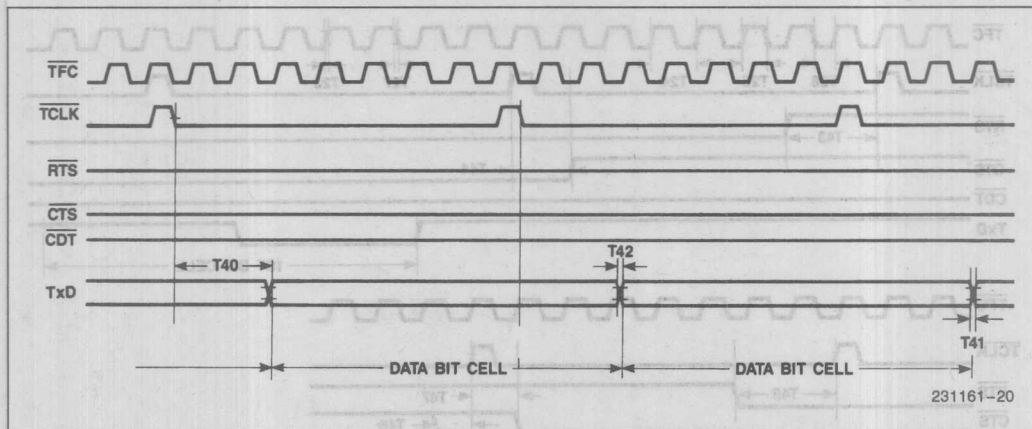 TFC
TCLK
RTS
CTS
CDT
T40
T42
TxD
T41
DATA BIT CELL
DATA BIT CELL
231161-20